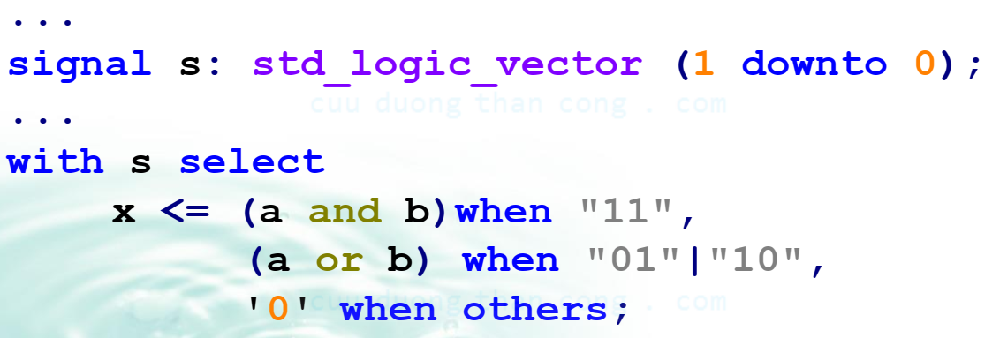 ...
signal s: std_logic_vector (1 downto 0);
cuu duong than cong . com
...
with s select
x <= (a and b)when "11",
(a or b) when "01"|"10",
'0' when others;
cuu duong than cong . com